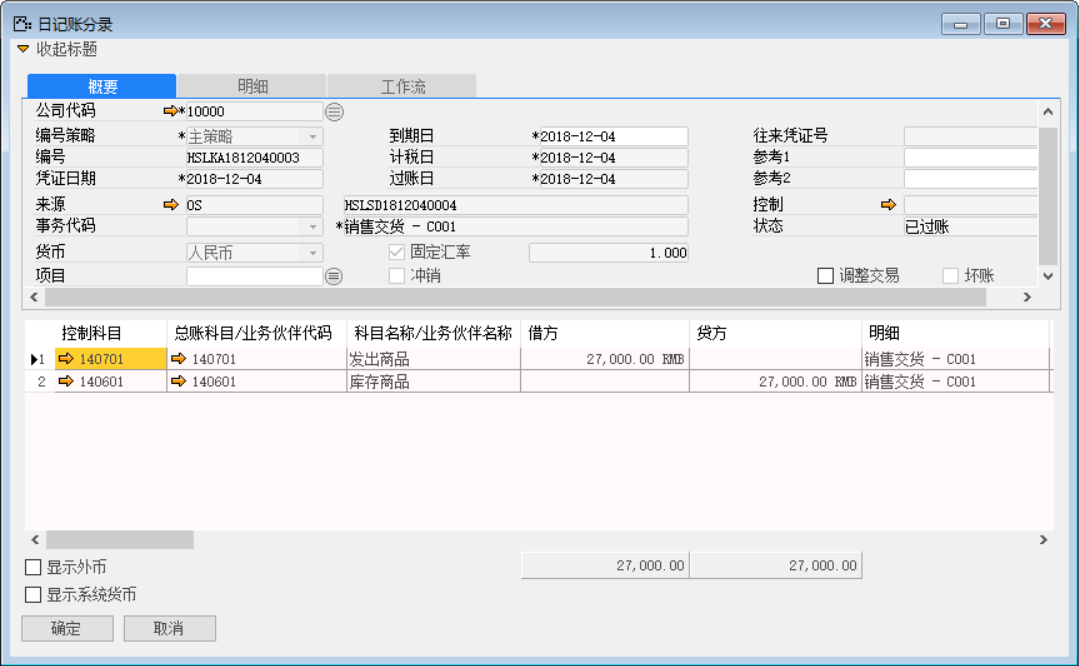 日记账分录
收起标题
概要 明细 工作流
公司代码 *10000
编号策略 *主策略 到期日 *2018-12-04 往来凭证号
编号 HSLKA1812040003 计税日 *2018-12-04 参考1
凭证日期 *2018-12-04 过账日 *2018-12-04 参考2
来源 OS HSLSD1812040004 控制
事务代码 *销售交货 - C001 状态 已过账
货币 人民币 固定汇率 1.000
项目 冲销 调整交易 坏账
控制科目 总账科目/业务伙伴代码 科目名称/业务伙伴名称 借方 贷方 明细
1 140701 140701 发出商品 27,000.00 RMB 销售交货 - C001
2 140601 140601 库存商品 27,000.00 RMB 销售交货 - C001
显示外币 27,000.00 27,000.00
显示系统货币
确定 取消